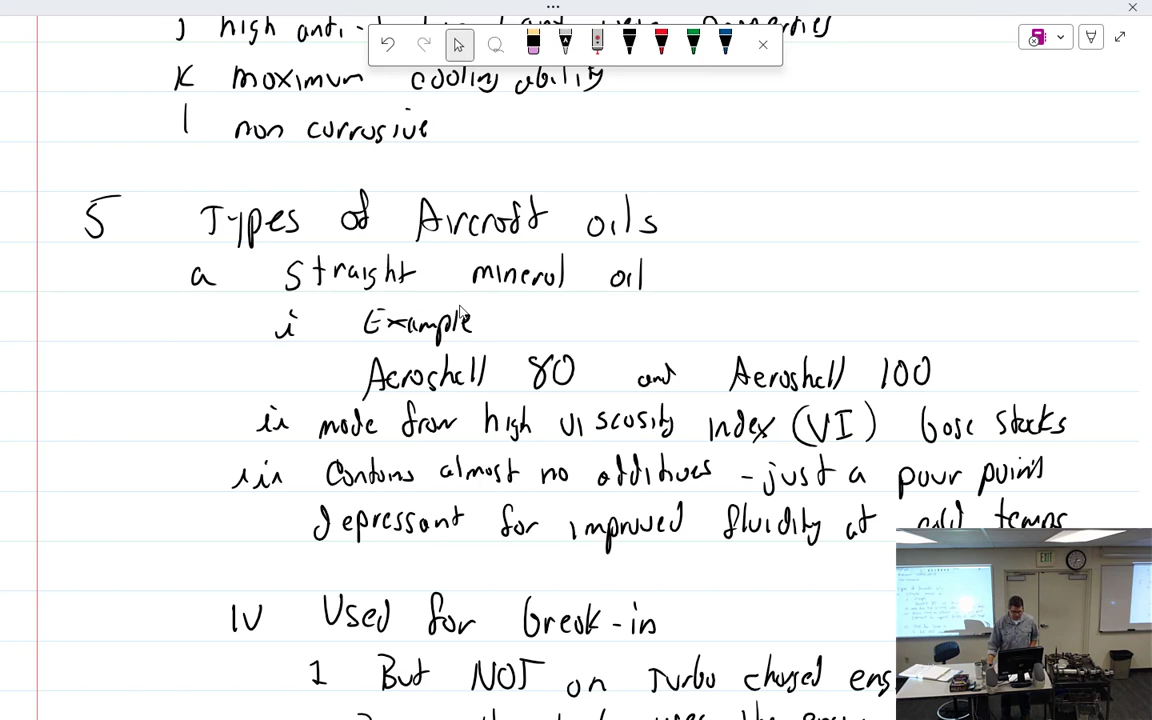 J high anti-
K maximum cooling ability
l non corrusive
5 Types of Aircraft oils
a straight mineral oil
i Example
Aeroshell 80 and Aeroshell 100
ii made from high viscosity index (VI) base stocks
iii Contains almost no additives - just a pour point
depressant for improved fluidity at cold temps
IV Used for break-in
1 But NOT on Turbo charged eng